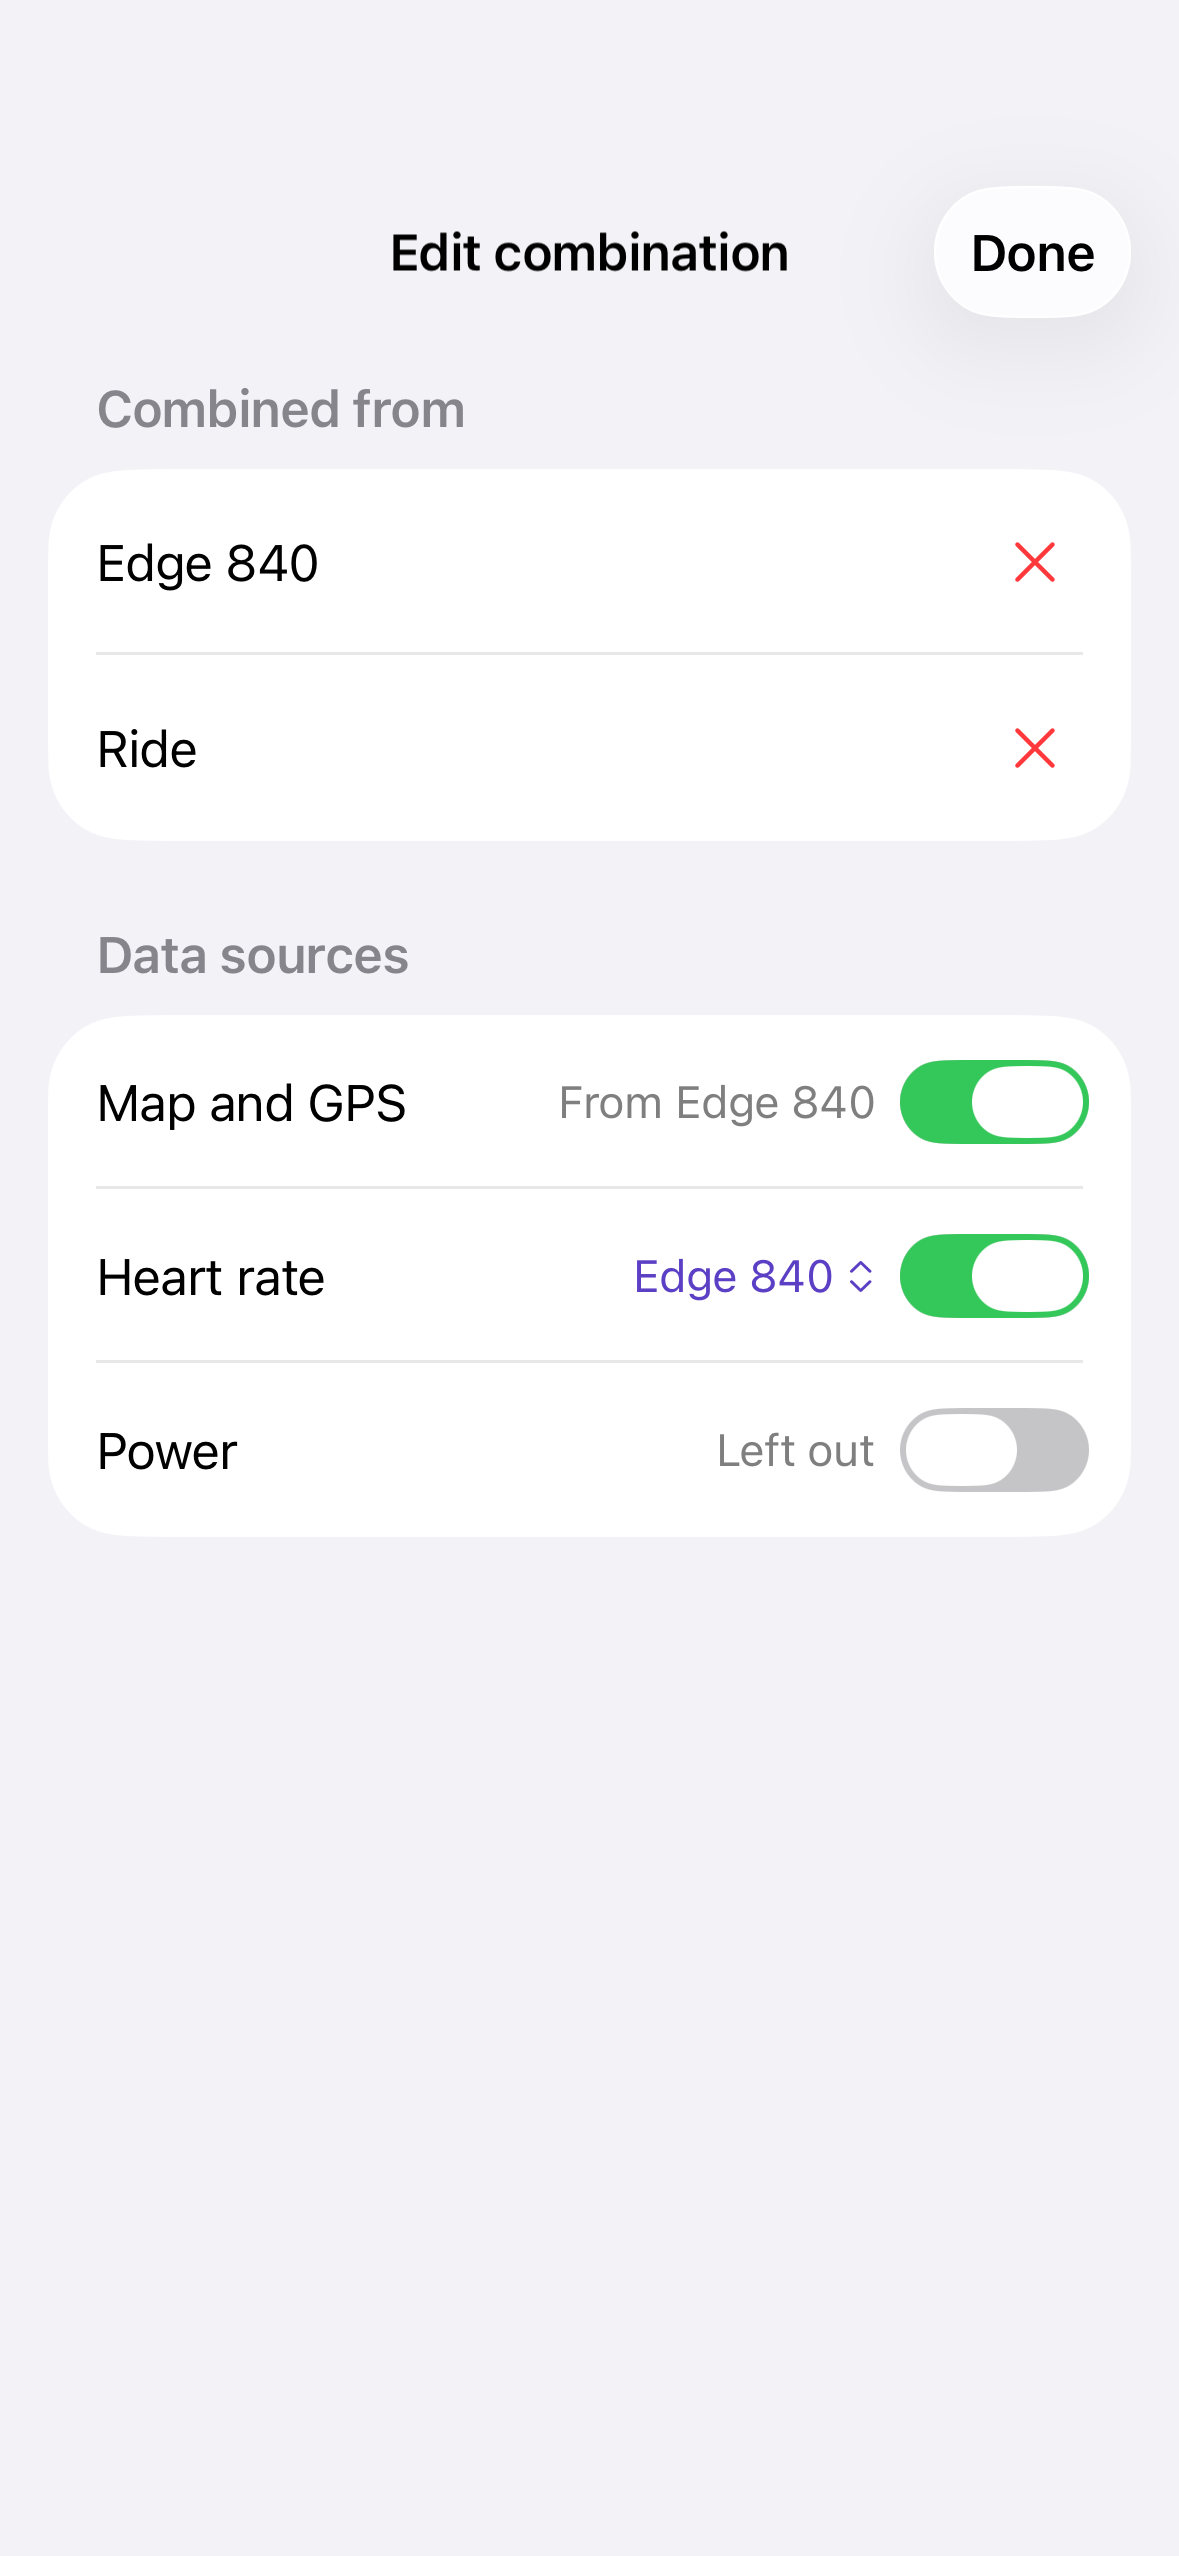 Edit combination
Done
Combined from
Edge 840
Ride
Data sources
Map and GPS From Edge 840
Heart rate Edge 840
Power Left out